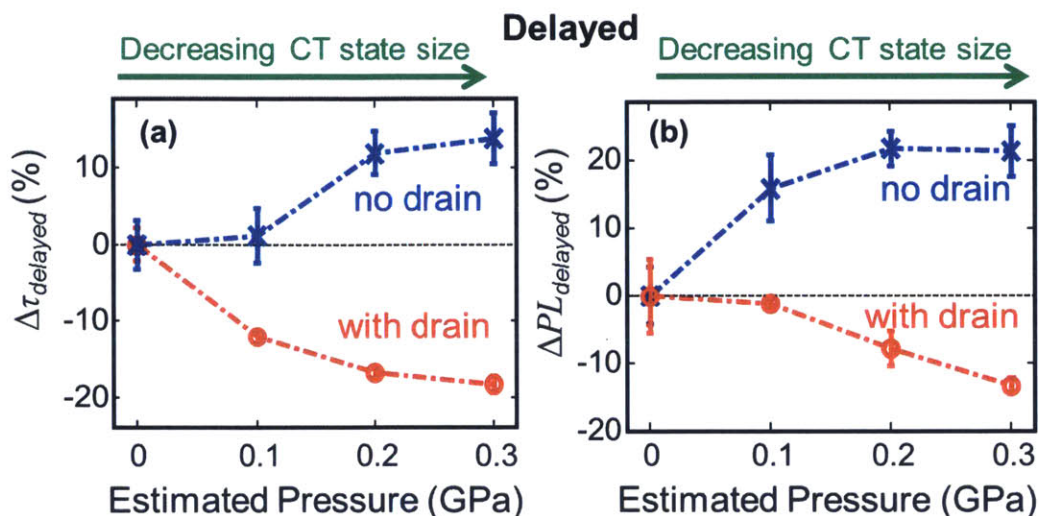 Delayed
Decreasing CT state size
Decreasing CT state size
(a)
no drain
with drain
10
0
-10
-20
Δτdelayed (%)
0 0.1 0.2 0.3
Estimated Pressure (GPa)
(b)
no drain
with drain
20
10
0
-10
-20
ΔPLdelayed (%)
0 0.1 0.2 0.3
Estimated Pressure (GPa)